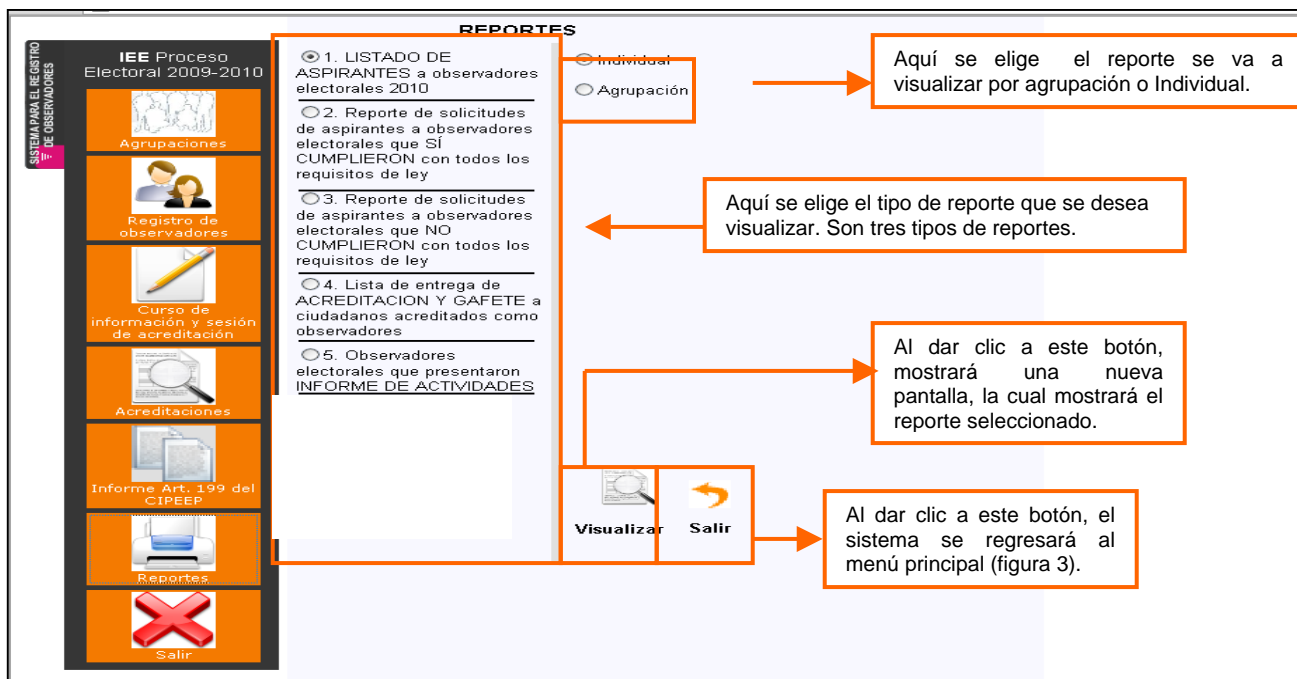 REPORTES
SISTEMA PARA EL REGISTRO
DE OBSERVADORES
IEE Proceso
Electoral 2009-2010
Agrupaciones
Registro de
observadores
Curso de
información y sesión
de acreditación
Acreditaciones
Informe Art. 199 del
CIPEEP
Reportes
Salir
1. LISTADO DE
ASPIRANTES a observadores
electorales 2010
2. Reporte de solicitudes
de aspirantes a observadores
electorales que SÍ
CUMPLIERON con todos los
requisitos de ley
3. Reporte de solicitudes
de aspirantes a observadores
electorales que NO
CUMPLIERON con todos los
requisitos de ley
4. Lista de entrega de
ACREDITACION Y GAFETE a
ciudadanos acreditados como
observadores
5. Observadores
electorales que presentaron
INFORME DE ACTIVIDADES
Individual
Agrupación
Visualizar
Salir
Aquí se elige el reporte se va a
visualizar por agrupación o Individual.
Aquí se elige el tipo de reporte que se desea
visualizar. Son tres tipos de reportes.
Al dar clic a este botón,
mostrará una nueva
pantalla, la cual mostrará el
reporte seleccionado.
Al dar clic a este botón, el
sistema se regresará al
menú principal (figura 3).